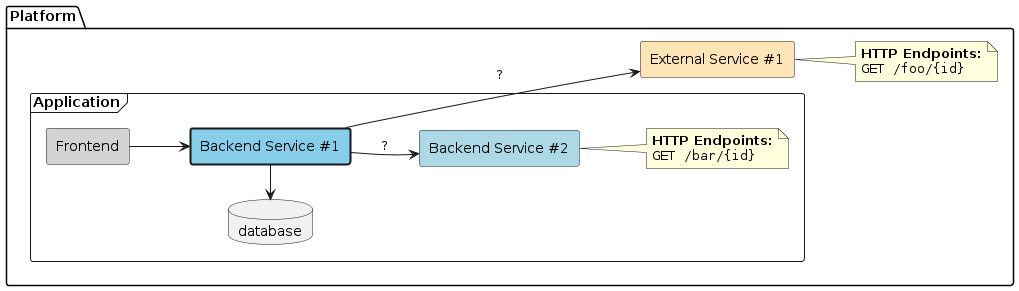 Platform
External Service #1
HTTP Endpoints:
GET /foo/{id}
?
Application
Frontend
Backend Service #1
?
Backend Service #2
HTTP Endpoints:
GET /bar/{id}
database